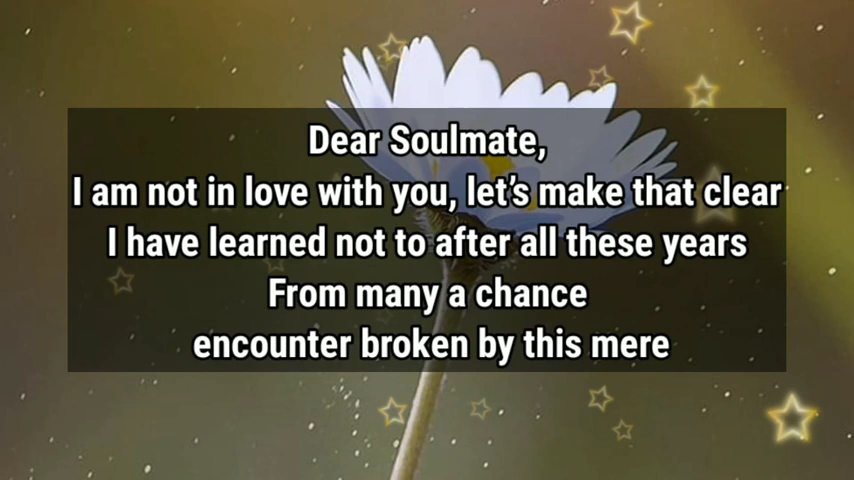 Dear Soulmate,
I am not in love with you, let's make that clear
I have learned not to after all these years
From many a chance
encounter broken by this mere